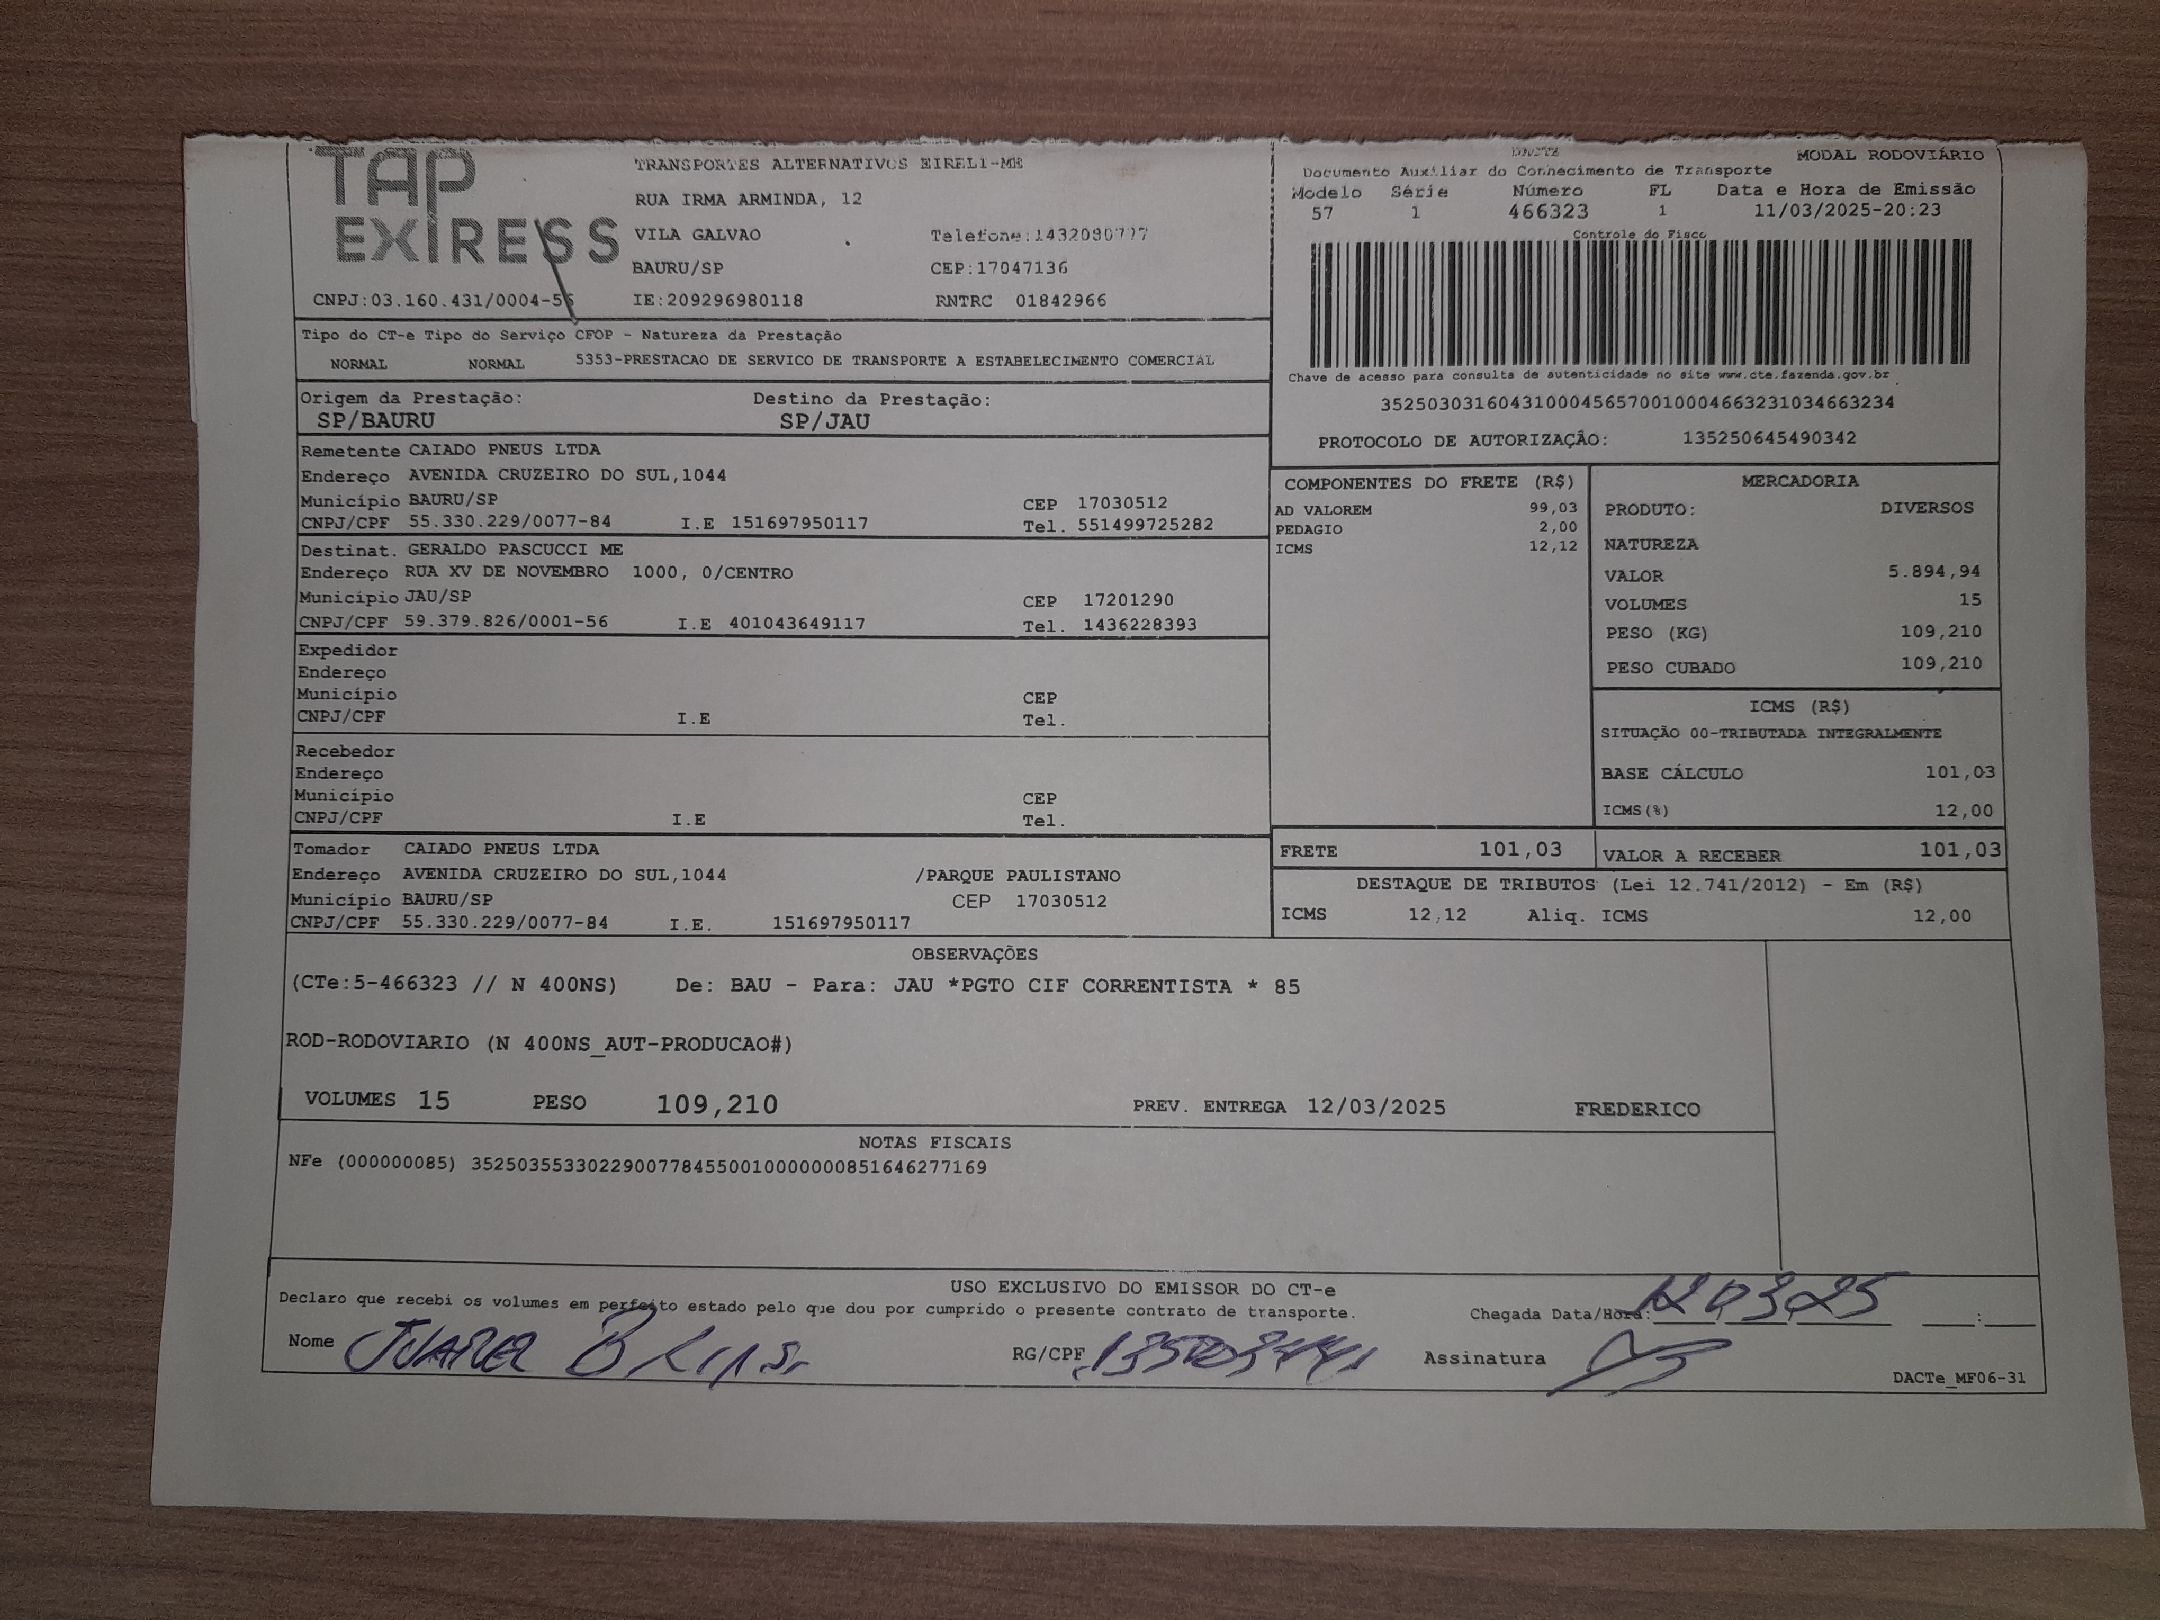 TAP
EXPRESS
CNPJ:03.160.431/0004-56
TRANSPORTES ALTERNATIVOS EIRELI-ME
RUA IRMA ARMINDA, 12
VILA GALVAO
BAURU/SP CEP:17047136
IE:209296980118 RNTRC 01842966
DACTE MODAL RODOVIÁRIO
Documento Auxiliar do Conhecimento de Transporte
Modelo Série Número FL Data e Hora de Emissão
57 1 466323 1 11/03/2025-20:23
Controle do Fisco
Chave de acesso para consulta de autenticidade no site www.cte.fazenda.gov.br
35250303160431000456570010004663231034663234
PROTOCOLO DE AUTORIZAÇÃO: 135250645490342
Tipo do CT-e Tipo do Serviço CFOP - Natureza da Prestação
NORMAL NORMAL 5353-PRESTACAO DE SERVICO DE TRANSPORTE A ESTABELECIMENTO COMERCIAL
Origem da Prestação: Destino da Prestação:
SP/BAURU SP/JAU
Remetente CAIADO PNEUS LTDA
Endereço AVENIDA CRUZEIRO DO SUL,1044
Município BAURU/SP CEP 17030512
CNPJ/CPF 55.330.229/0077-84 I.E 151697950117 Tel. 551499725282
Destinat. GERALDO PASCUCCI ME
Endereço RUA XV DE NOVEMBRO 1000, 0/CENTRO
Município JAU/SP CEP 17201290
CNPJ/CPF 59.379.826/0001-56 I.E 401043649117 Tel. 1436228393
Expedidor
Endereço
Município CEP
CNPJ/CPF I.E Tel.
Recebedor
Endereço
Município CEP
CNPJ/CPF I.E Tel.
Tomador CAIADO PNEUS LTDA
Endereço AVENIDA CRUZEIRO DO SUL,1044 /PARQUE PAULISTANO
Município BAURU/SP CEP 17030512
CNPJ/CPF 55.330.229/0077-84 I.E. 151697950117
COMPONENTES DO FRETE (R$)
AD VALOREM 99,03
PEDAGIO 2,00
ICMS 12,12
MERCADORIA
PRODUTO: DIVERSOS
NATUREZA
VALOR 5.894,94
VOLUMES 15
PESO (KG) 109,210
PESO CUBADO 109,210
ICMS (R$)
SITUAÇÃO 00-TRIBUTADA INTEGRALMENTE
BASE CÁLCULO 101,03
ICMS(%) 12,00
FRETE 101,03 VALOR A RECEBER 101,03
DESTAQUE DE TRIBUTOS (Lei 12.741/2012) - Em (R$)
ICMS 12,12 Aliq. ICMS 12,00
OBSERVAÇÕES
(CTe:5-466323 // N 400NS) De: BAU - Para: JAU *PGTO CIF CORRENTISTA * 85
ROD-RODOVIARIO (N 400NS_AUT-PRODUCAO#)
VOLUMES 15 PESO 109,210 PREV. ENTREGA 12/03/2025 FREDERICO
NOTAS FISCAIS
NFe (000000085) 35250355330229007784550010000000851646277169
USO EXCLUSIVO DO EMISSOR DO CT-e
Declaro que recebi os volumes em perfeito estado pelo que dou por cumprido o presente contrato de transporte.
Chegada Data/Hora: 12 03 25 :
Nome JUAREZ
RG/CPF
Assinatura
DACTe_MF06-31